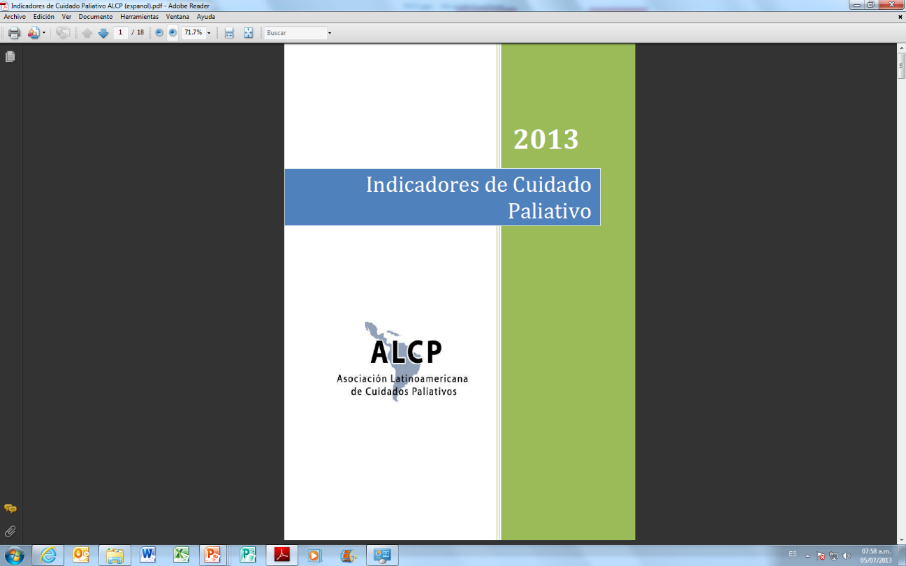 Indicadores de Cuidado Paliativo ALCP (espanol).pdf - Adobe Reader
Archivo Edición Ver Documento Herramientas Ventana Ayuda
1 / 18 71.7% Buscar
2013
Indicadores de Cuidado
Paliativo
ALCP
Asociación Latinoamericana
de Cuidados Paliativos
ES
07:58 a.m.
05/07/2013